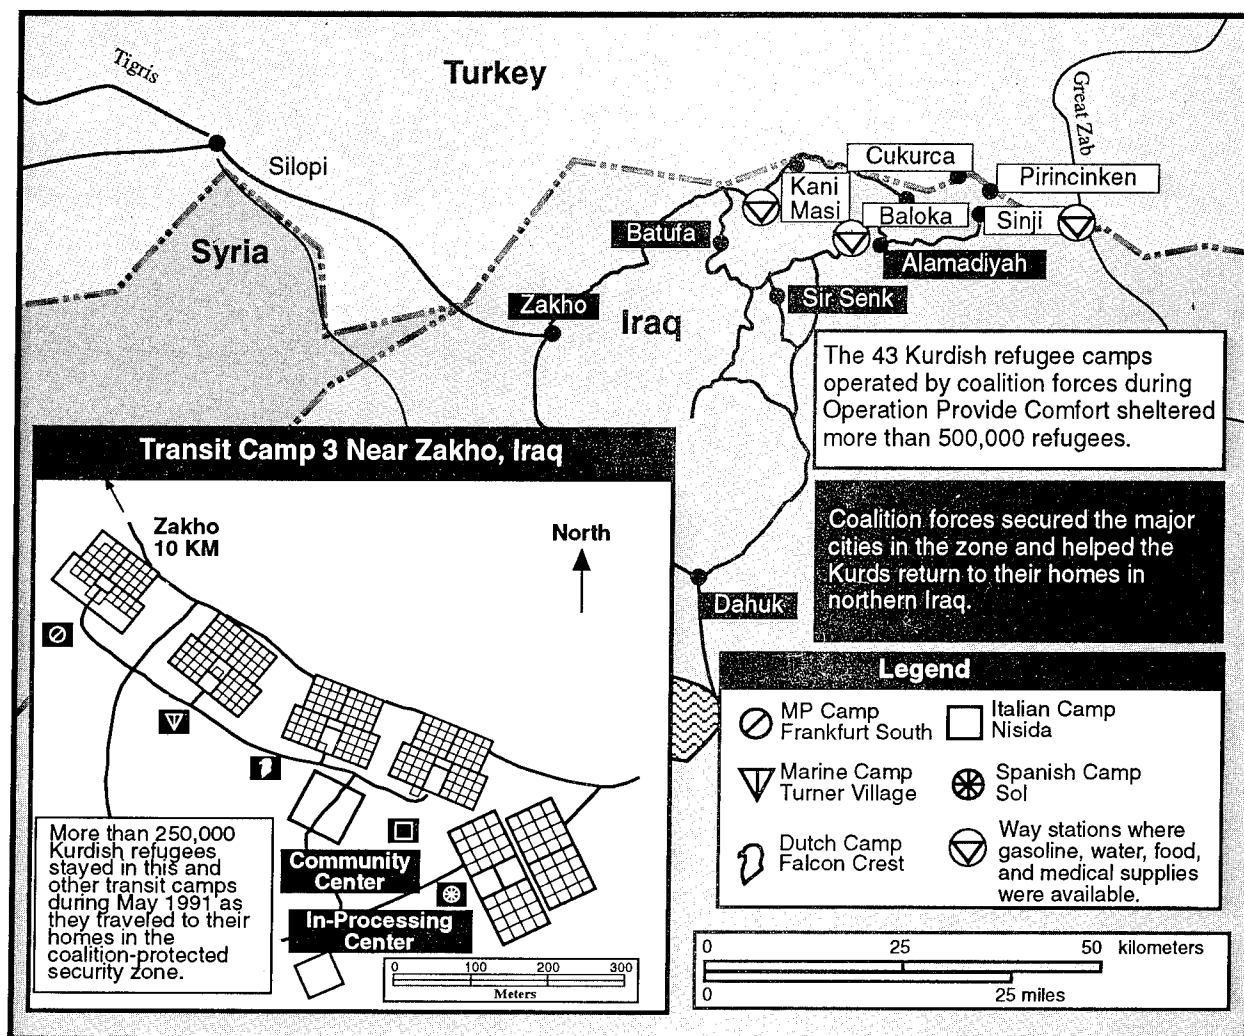 Turkey
Tigris
Great Zab
Silopi
Syria
Cukurca
Pirincinken
Kani
Masi
Baloka
Sinji
Batufa
Alamadiyah
Zakho
Iraq
Sir Senk
The 43 Kurdish refugee camps
operated by coalition forces during
Operation Provide Comfort sheltered
more than 500,000 refugees.
Coalition forces secured the major
cities in the zone and helped the
Kurds return to their homes in
northern Iraq.
Dahuk
Transit Camp 3 Near Zakho, Iraq
Zakho
10 KM
North
Community
Center
In-Processing
Center
More than 250,000
Kurdish refugees
stayed in this and
other transit camps
during May 1991 as
they traveled to their
homes in the
coalition-protected
security zone.
0 100 200 300
Meters
Legend
MP Camp
Frankfurt South
Italian Camp
Nisida
Marine Camp
Turner Village
Spanish Camp
Sol
Dutch Camp
Falcon Crest
Way stations where
gasoline, water, food,
and medical supplies
were available.
0 25 50 kilometers
0 25 miles